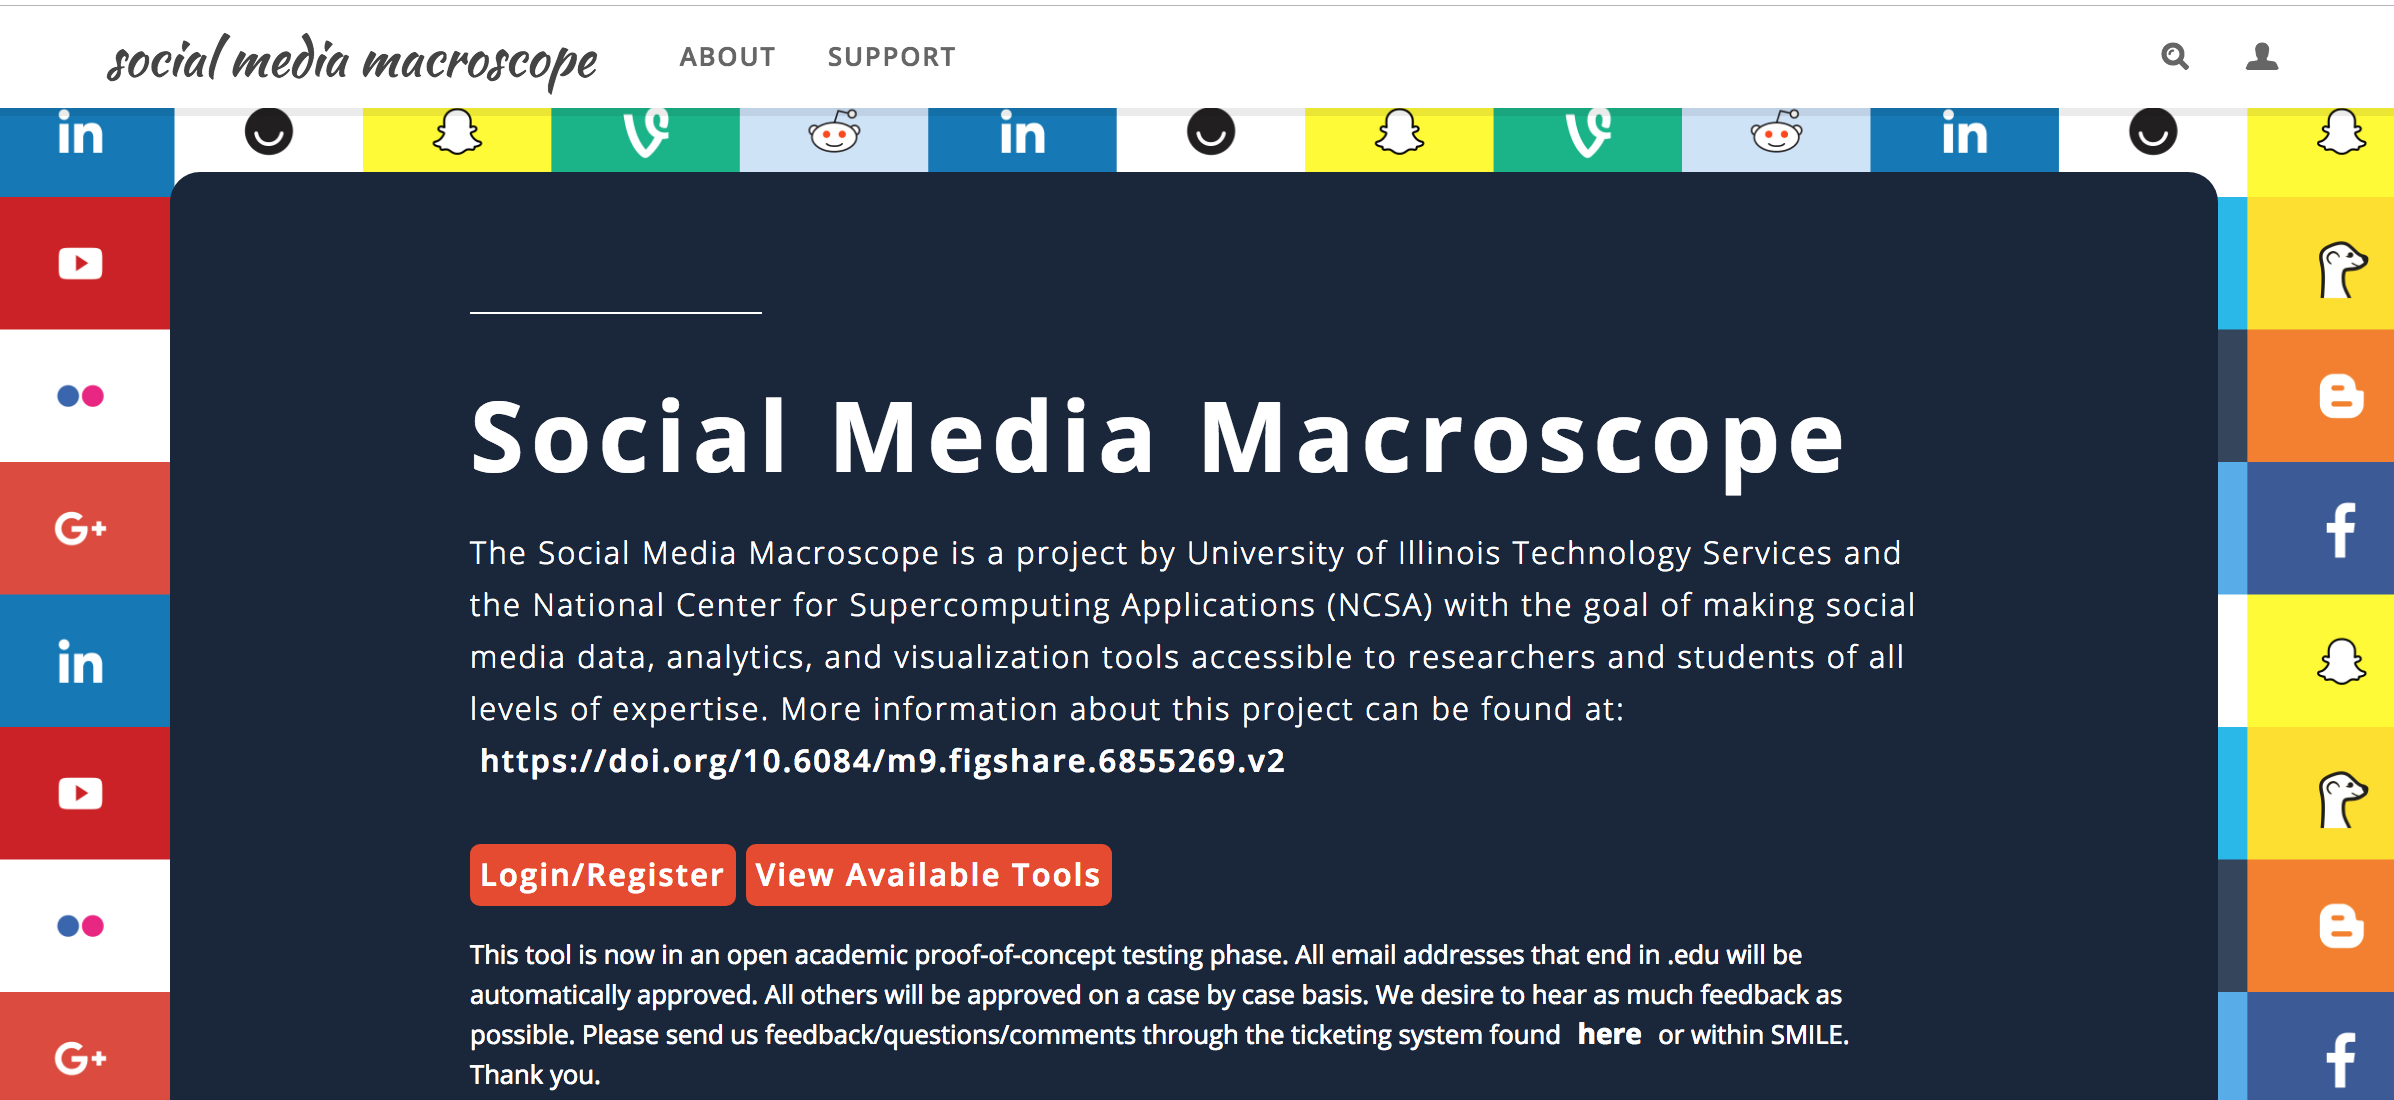 social media macroscope ABOUT SUPPORT
in in in
Social Media Macroscope
The Social Media Macroscope is a project by University of Illinois Technology Services and
the National Center for Supercomputing Applications (NCSA) with the goal of making social
G+
media data, analytics, and visualization tools accessible to researchers and students of all
in
levels of expertise. More information about this project can be found at:
https://doi.org/10.6084/m9.figshare.6855269.v2
Login/Register View Available Tools
This tool is now in an open academic proof-of-concept testing phase. All email addresses that end in .edu will be
automatically approved. All others will be approved on a case by case basis. We desire to hear as much feedback as
possible. Please send us feedback/questions/comments through the ticketing system found here or within SMILE.
G+
Thank you.